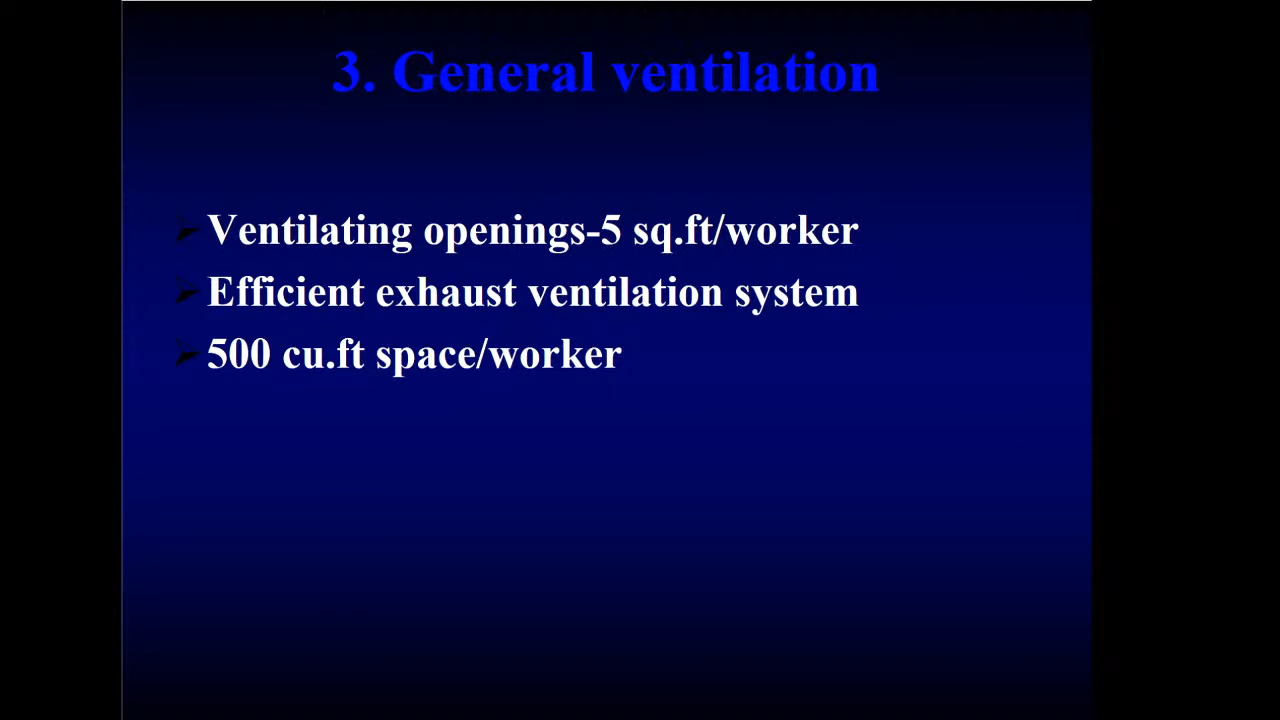 3. General ventilation
Ventilating openings-5 sq.ft/worker
Efficient exhaust ventilation system
500 cu.ft space/worker